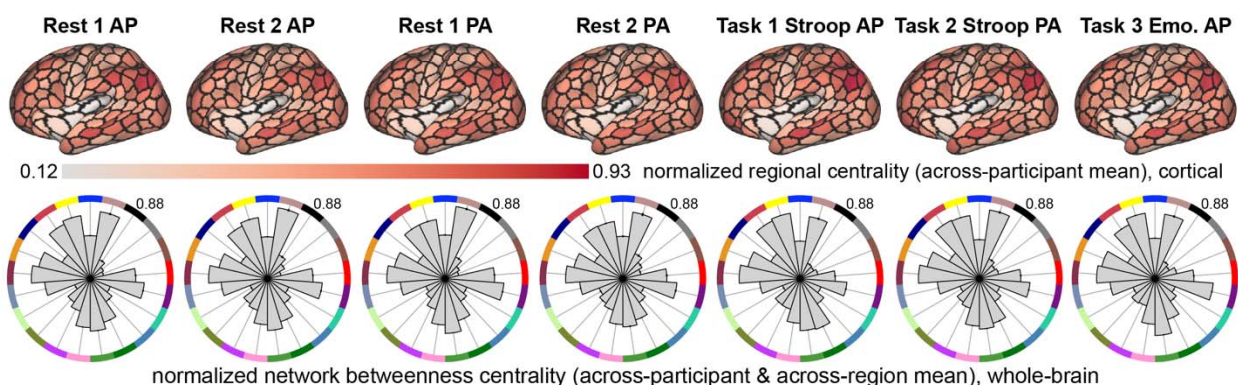 Rest 1 AP Rest 2 AP Rest 1 PA Rest 2 PA Task 1 Stroop AP Task 2 Stroop PA Task 3 Emo. AP
0.12 0.93 normalized regional centrality (across-participant mean), cortical
0.88 0.88 0.88 0.88 0.88 0.88 0.88
normalized network betweenness centrality (across-participant & across-region mean), whole-brain